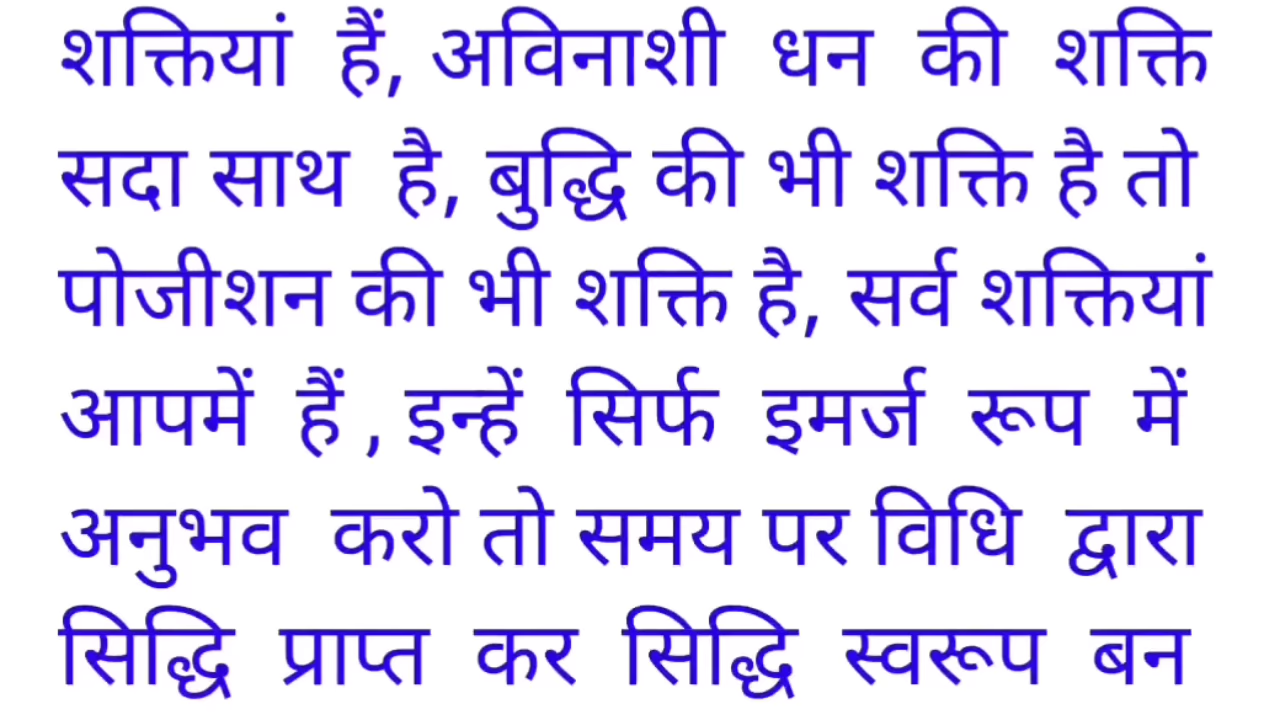 शक्तियां हैं, अविनाशी धन की शक्ति
सदा साथ है, बुद्धि की भी शक्ति है तो
पोजीशन की भी शक्ति है, सर्व शक्तियां
आपमें हैं , इन्हें सिर्फ इमर्ज रूप में
अनुभव करो तो समय पर विधि द्वारा
सिद्धि प्राप्त कर सिद्धि स्वरूप बन